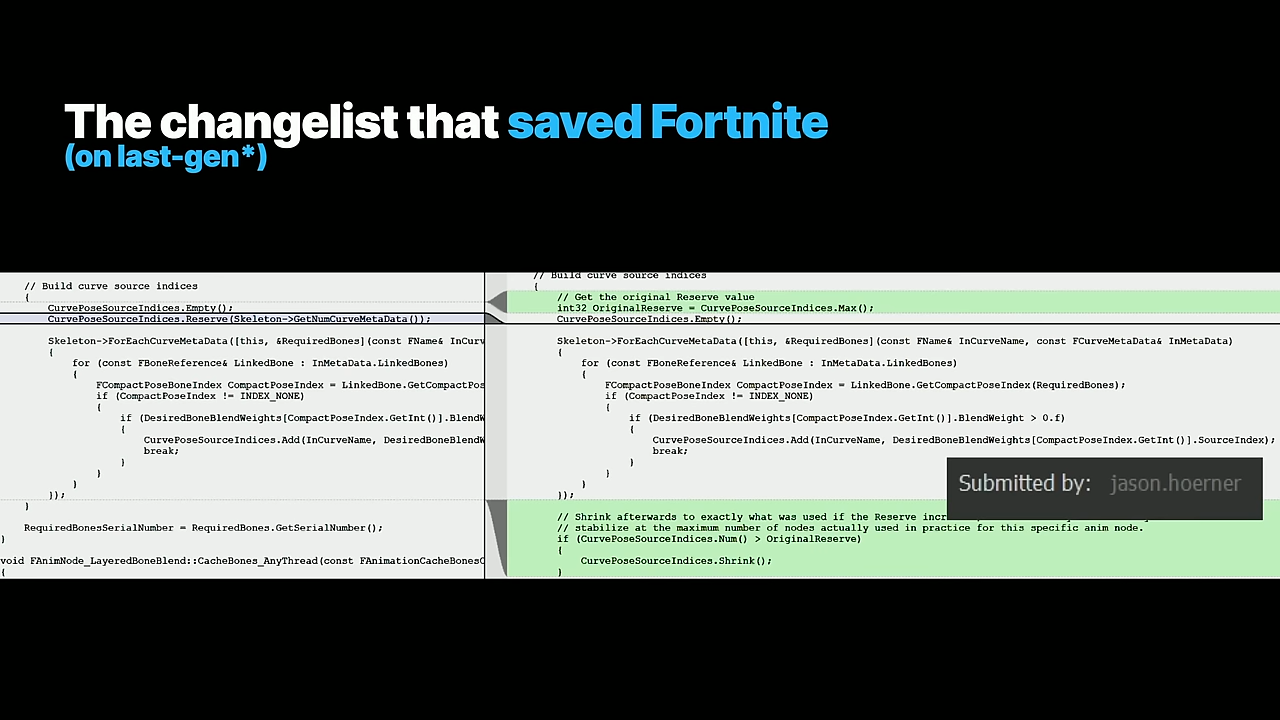 The changelist that saved Fortnite
(on last-gen*)
// Build curve source indices
{
CurvePoseSourceIndices.Empty();
CurvePoseSourceIndices.Reserve(Skeleton->GetNumCurveMetaData());
Skeleton->ForEachCurveMetaData([this, &RequiredBones](const FName& InCurv
{
for (const FBoneReference& LinkedBone : InMetaData.LinkedBones)
{
FCompactPoseBoneIndex CompactPoseIndex = LinkedBone.GetCompactPos
if (CompactPoseIndex != INDEX_NONE)
{
if (DesiredBoneBlendWeights[CompactPoseIndex.GetInt()].BlendW
{
CurvePoseSourceIndices.Add(InCurveName, DesiredBoneBlendW
break;
}
}
}
});
}
RequiredBonesSerialNumber = RequiredBones.GetSerialNumber();
}
void FAnimNode_LayeredBoneBlend::CacheBones_AnyThread(const FAnimationCacheBonesC
{
// Build curve source indices
{
// Get the original Reserve value
int32 OriginalReserve = CurvePoseSourceIndices.Max();
CurvePoseSourceIndices.Empty();
Skeleton->ForEachCurveMetaData([this, &RequiredBones](const FName& InCurveName, const FCurveMetaData& InMetaData)
{
for (const FBoneReference& LinkedBone : InMetaData.LinkedBones)
{
FCompactPoseBoneIndex CompactPoseIndex = LinkedBone.GetCompactPoseIndex(RequiredBones);
if (CompactPoseIndex != INDEX_NONE)
{
if (DesiredBoneBlendWeights[CompactPoseIndex.GetInt()].BlendWeight > 0.f)
{
CurvePoseSourceIndices.Add(InCurveName, DesiredBoneBlendWeights[CompactPoseIndex.GetInt()].SourceIndex);
break;
}
}
}
});
// Shrink afterwards to exactly what was used if the Reserve incr
// stabilize at the maximum number of nodes actually used in practice for this specific anim node.
if (CurvePoseSourceIndices.Num() > OriginalReserve)
{
CurvePoseSourceIndices.Shrink();
}
Submitted by: jason.hoerner